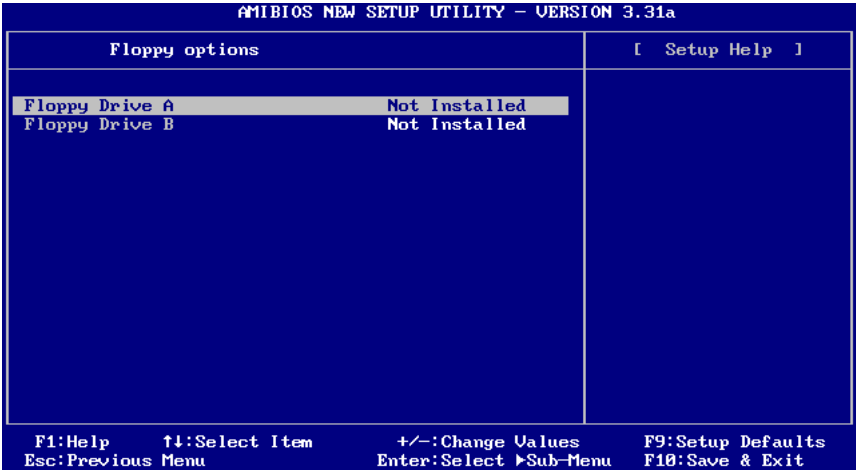 AMIBIOS NEW SETUP UTILITY - VERSION 3.31a
Floppy options
[ Setup Help ]
Floppy Drive A Not Installed
Floppy Drive B Not Installed
F1:Help ↑↓:Select Item +/-:Change Values F9:Setup Defaults
Esc:Previous Menu Enter:Select ►Sub-Menu F10:Save & Exit